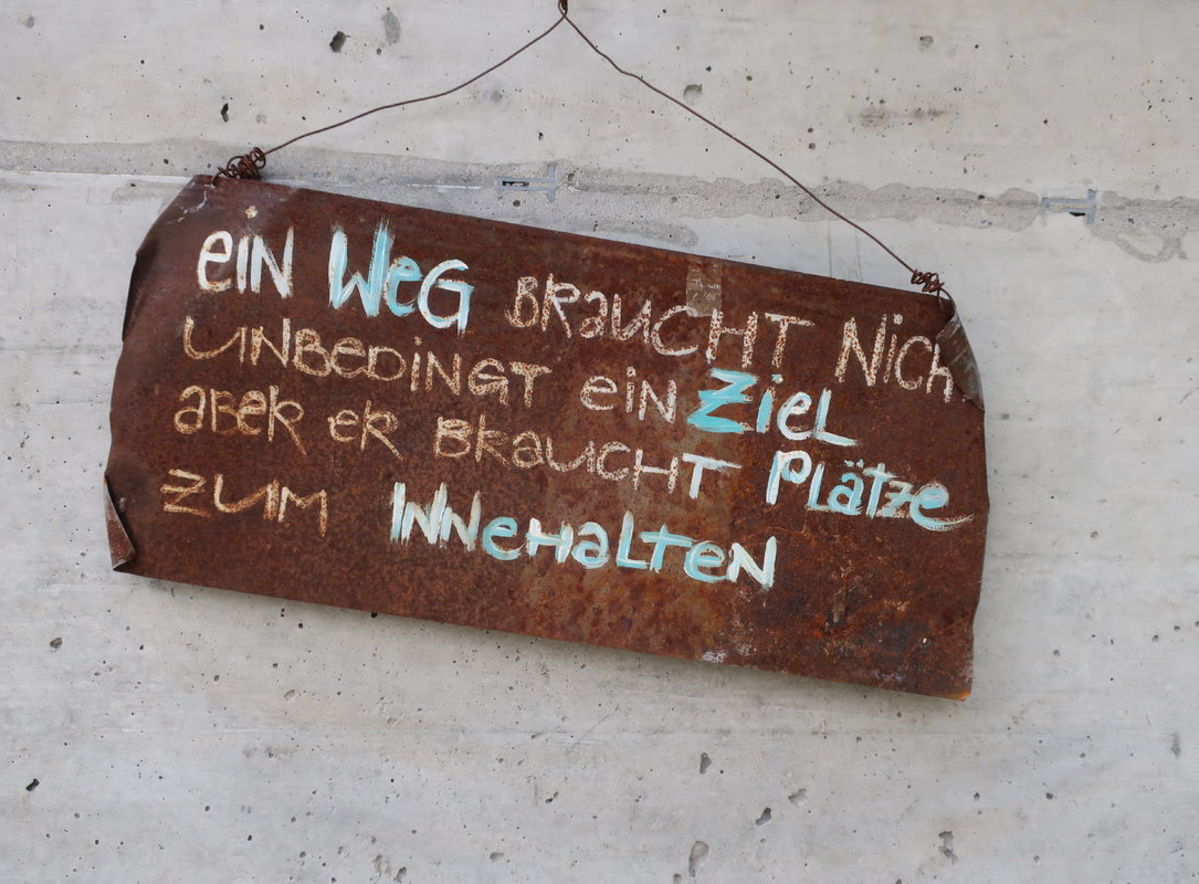 eiN WeG BRaUCHT NiCH
UNBeDiNGT eiN ZieL
aBeR eR BRaUCHT PLätze
ZUM INNeHaLTeN